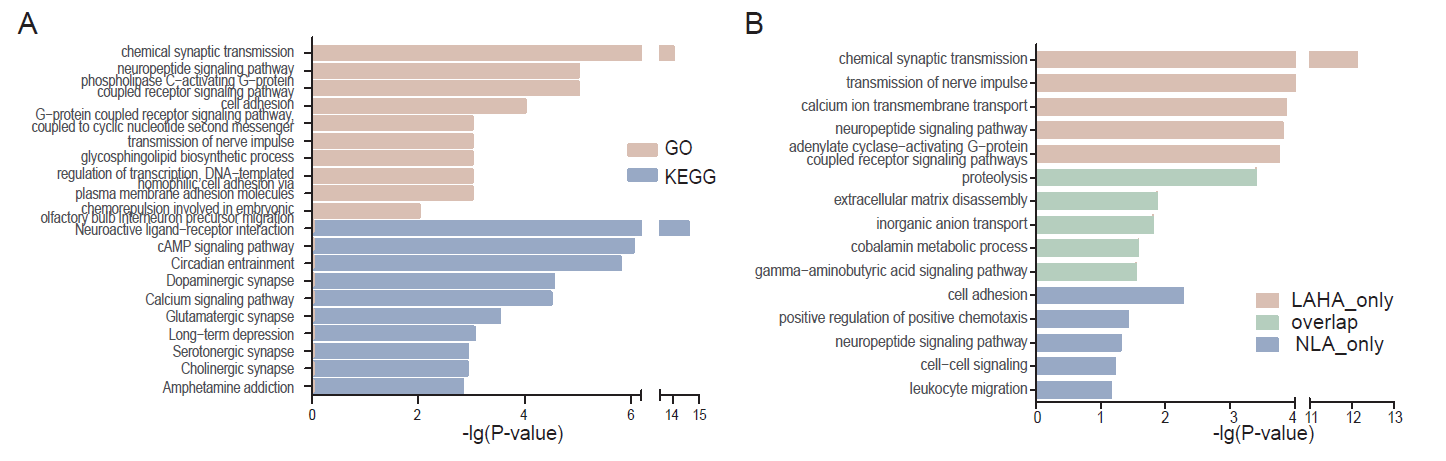 A
chemical synaptic transmission
neuropeptide signaling pathway
phospholipase C−activating G−protein
coupled receptor signaling pathway
cell adhesion
G−protein coupled receptor signaling pathway,
coupled to cyclic nucleotide second messenger
transmission of nerve impulse
glycosphingolipid biosynthetic process
regulation of transcription, DNA−templated
homophilic cell adhesion via
plasma membrane adhesion molecules
chemorepulsion involved in embryonic
olfactory bulb interneuron precursor migration
Neuroactive ligand−receptor interaction
cAMP signaling pathway
Circadian entrainment
Dopaminergic synapse
Calcium signaling pathway
Glutamatergic synapse
Long−term depression
Serotonergic synapse
Cholinergic synapse
Amphetamine addiction
GO
KEGG
0 2 4 6 14 15
-lg(P-value)
B
chemical synaptic transmission
transmission of nerve impulse
calcium ion transmembrane transport
neuropeptide signaling pathway
adenylate cyclase−activating G−protein
coupled receptor signaling pathways
proteolysis
extracellular matrix disassembly
inorganic anion transport
cobalamin metabolic process
gamma−aminobutyric acid signaling pathway
cell adhesion
positive regulation of positive chemotaxis
neuropeptide signaling pathway
cell−cell signaling
leukocyte migration
LAHA_only
overlap
NLA_only
0 1 2 3 4 11 12 13
-lg(P-value)